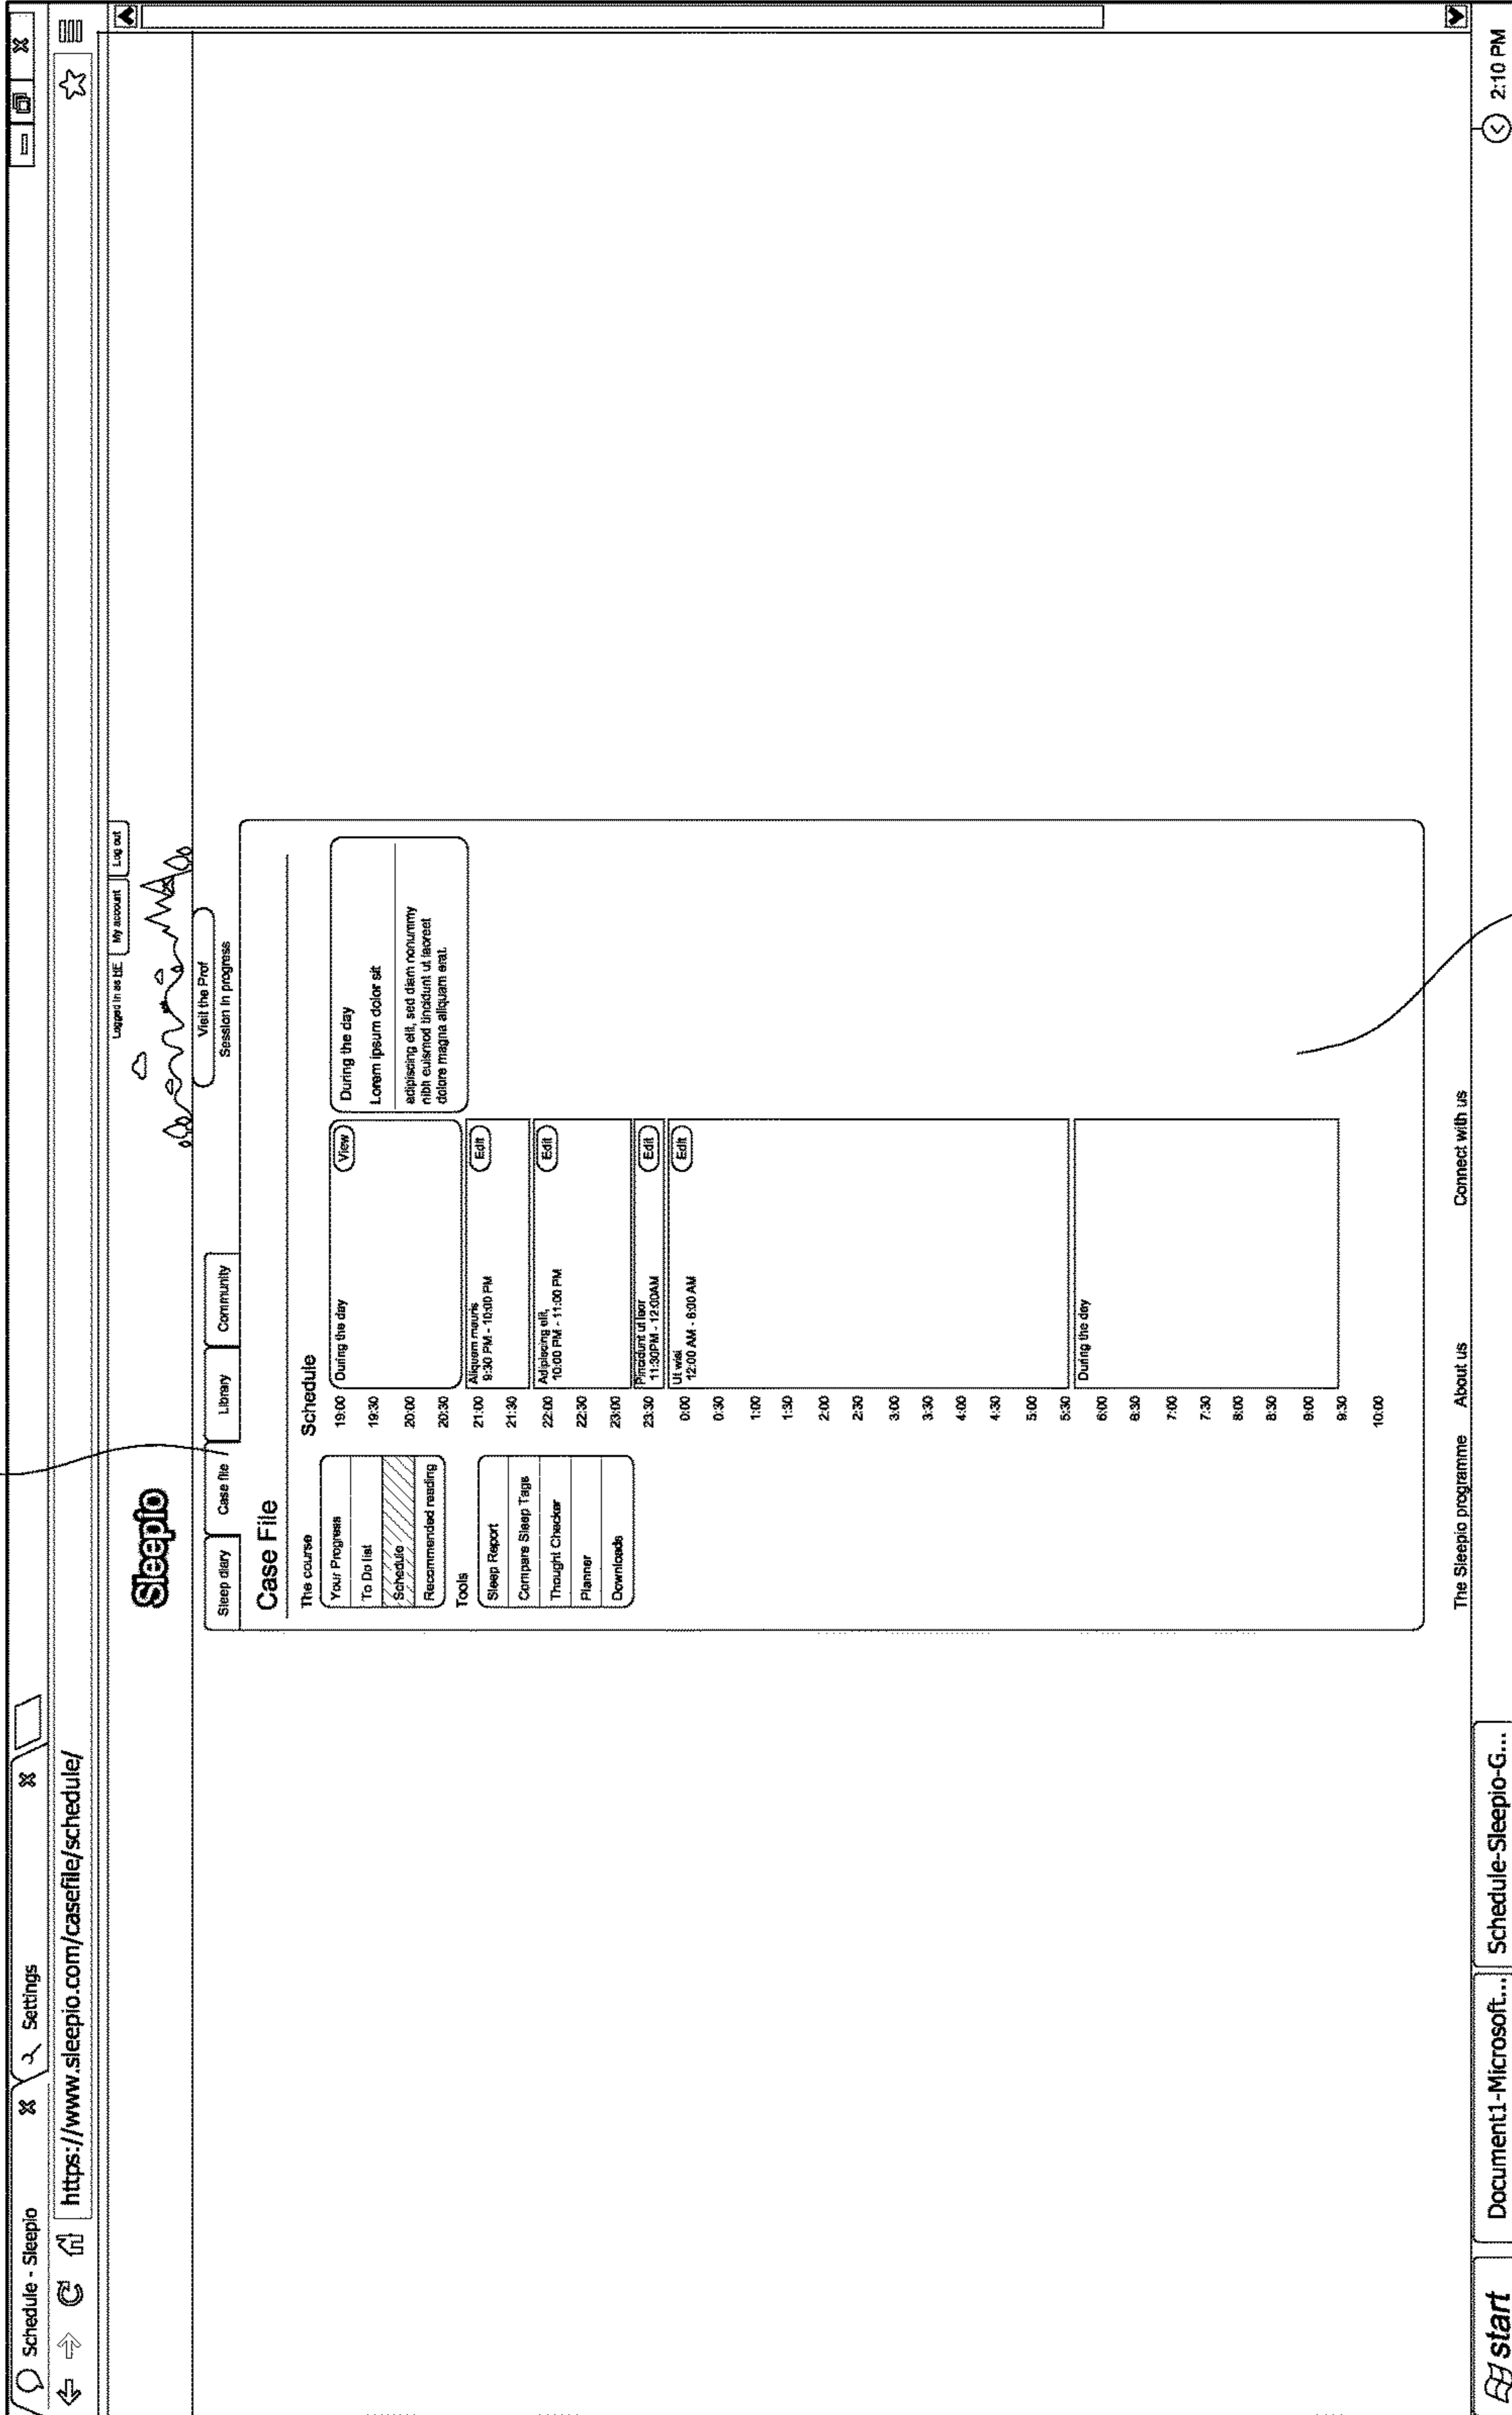 Schedule - Sleepio
Settings
https://www.sleepio.com/casefile/schedule/
Logged in as HE
My account
Log out
Sleepio
Visit the Prof
Session in progress
Sleep diary
Case file
Library
Community
Case File
The course
Your Progress
To Do list
Schedule
Recommended reading
Tools
Sleep Report
Compare Sleep Tags
Thought Checker
Planner
Downloads
Schedule
19:00
19:30
20:00
20:30
21:00
21:30
22:00
22:30
23:00
23:30
0:00
0:30
1:00
1:30
2:00
2:30
3:00
3:30
4:00
4:30
5:00
5:30
6:00
6:30
7:00
7:30
8:00
8:30
9:00
9:30
10:00
During the day
View
Aliquam mauris
9:30 PM - 10:00 PM
Edit
Adipiscing elit,
10:00 PM - 11:00 PM
Edit
11:30PM - 12:00AM
Edit
Ut wisi
12:00 AM - 6:00 AM
Edit
During the day
During the day
Lorem ipsum dolor sit
adipiscing elit, sed diam nonummy
nibh euismod tincidunt ut laoreet
dolore magna aliquam erat.
The Sleepio programme
About us
Connect with us
start
Document1-Microsoft...
Schedule-Sleepio-G...
2:10 PM